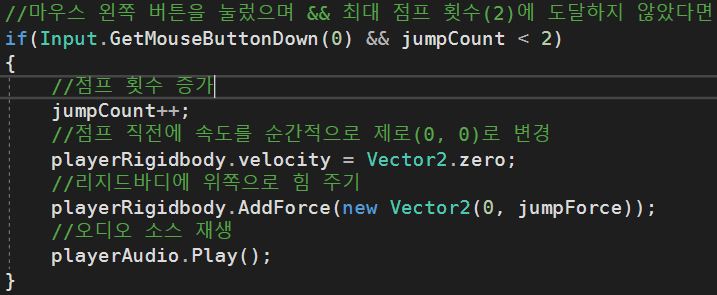 //마우스 왼쪽 버튼을 눌렀으며 && 최대 점프 횟수(2)에 도달하지 않았다면
if(Input.GetMouseButtonDown(0) && jumpCount < 2)
{
//점프 횟수 증가
jumpCount++;
//점프 직전에 속도를 순간적으로 제로(0, 0)로 변경
playerRigidbody.velocity = Vector2.zero;
//리지드바디에 위쪽으로 힘 주기
playerRigidbody.AddForce(new Vector2(0, jumpForce));
//오디오 소스 재생
playerAudio.Play();
}